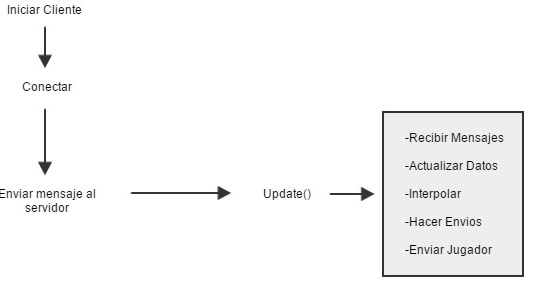 Iniciar Cliente
Conectar
Enviar mensaje al
servidor
Update()
-Recibir Mensajes
-Actualizar Datos
-Interpolar
-Hacer Envios
-Enviar Jugador